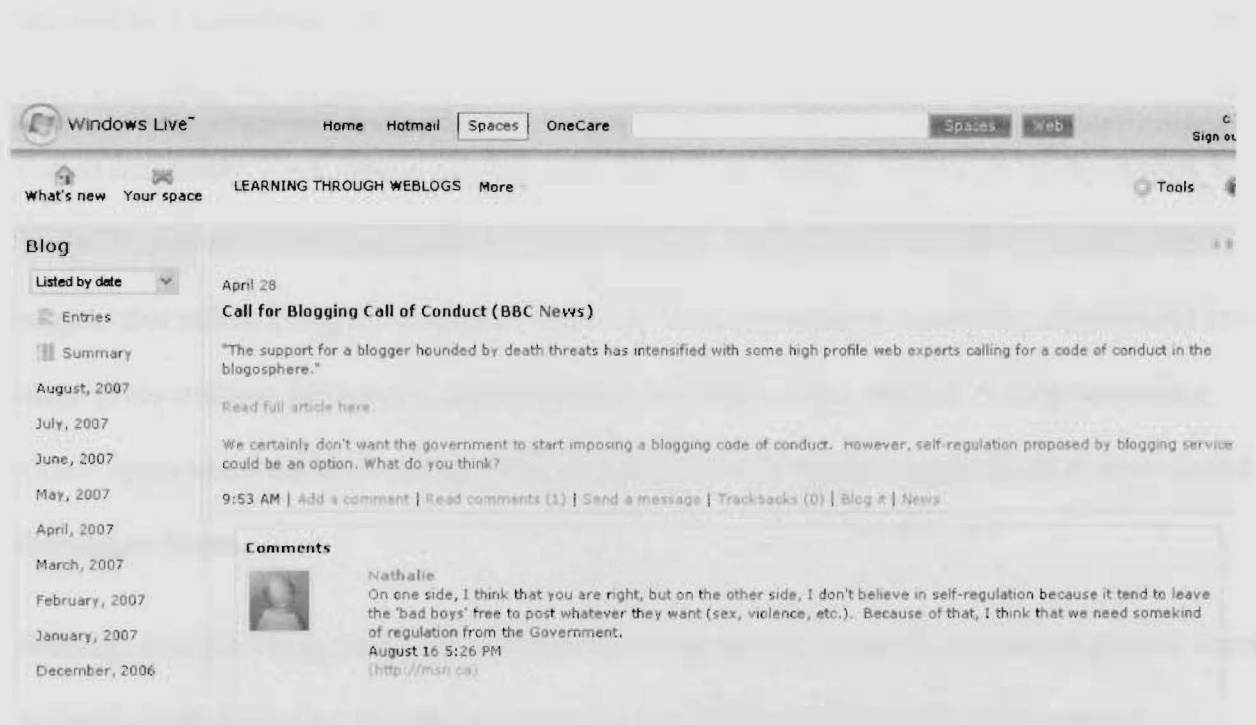 Windows Live™
Home Hotmail Spaces OneCare Spaces Web
Sign ou
What's new Your space LEARNING THROUGH WEBLOGS More Tools
Blog
Listed by date
Entries
Summary
August, 2007
July, 2007
June, 2007
May, 2007
April, 2007
March, 2007
February, 2007
January, 2007
December, 2006
April 28
Call for Blogging Call of Conduct (BBC News)
"The support for a blogger hounded by death threats has intensified with some high profile web experts calling for a code of conduct in the
blogosphere."
Read full article here.
We certainly don't want the government to start imposing a blogging code of conduct. However, self-regulation proposed by blogging service
could be an option. What do you think?
9:53 AM | Add a comment | Read comments (1) | Send a message | Trackbacks (0) | Blog it | News
Comments
Nathalie
On one side, I think that you are right, but on the other side, I don't believe in self-regulation because it tend to leave
the 'bad boys' free to post whatever they want (sex, violence, etc.). Because of that, I think that we need somekind
of regulation from the Government.
August 16 5:26 PM
(http://msn.ca)